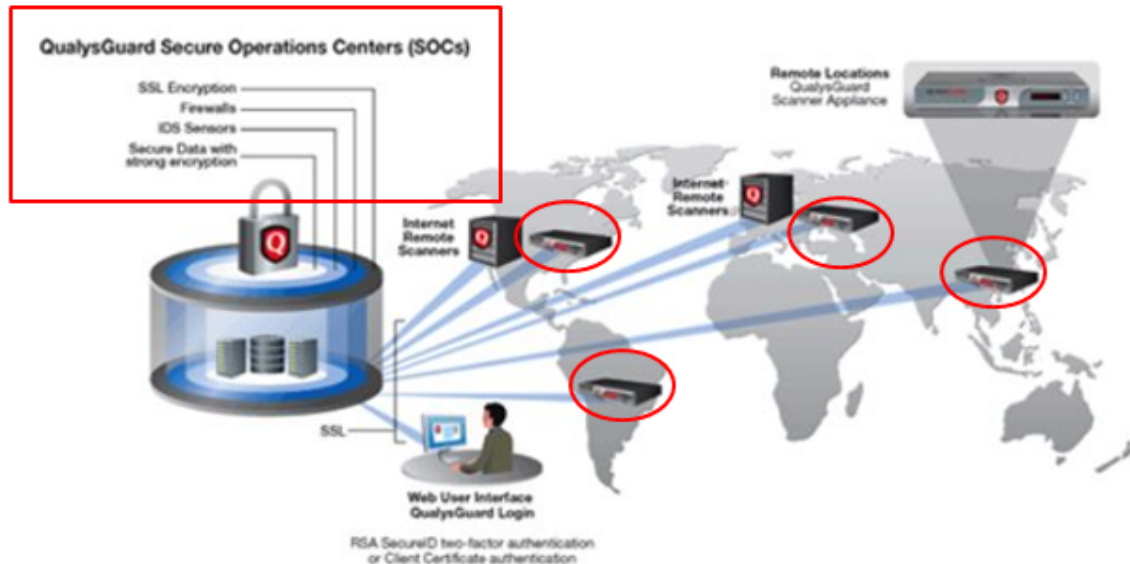 QualysGuard Secure Operations Centers (SOCs)
SSL Encryption
Firewalls
IDS Sensors
Secure Data with
strong encryption
Remote Locations
QualysGuard
Scanner Appliance
Internet
Remote
Scanners
Internet
Remote
Scanners
Q
Q
Q
SSL
Web User Interface
QualysGuard Login
RSA SecureID two-factor authentication
or Client Certificate authentication